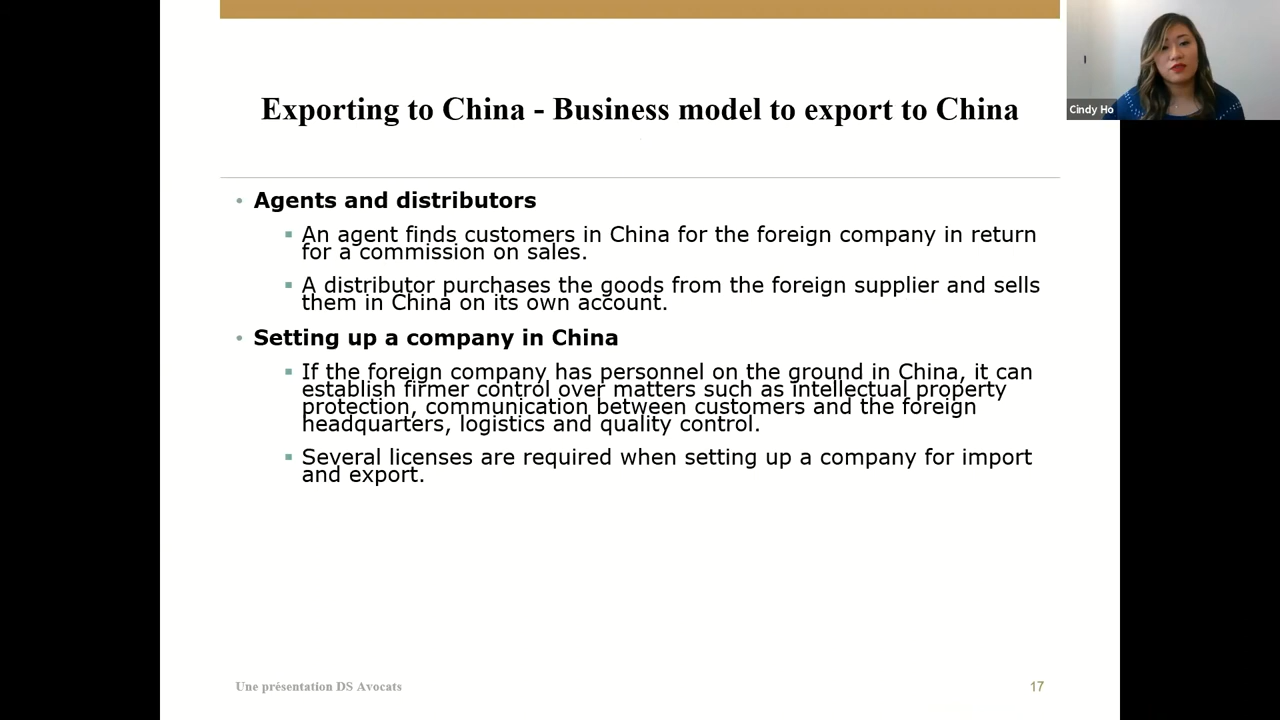 Exporting to China - Business model to export to China
Cindy Ho
• Agents and distributors
▪ An agent finds customers in China for the foreign company in return
for a commission on sales.
▪ A distributor purchases the goods from the foreign supplier and sells
them in China on its own account.
• Setting up a company in China
▪ If the foreign company has personnel on the ground in China, it can
establish firmer control over matters such as intellectual property
protection, communication between customers and the foreign
headquarters, logistics and quality control.
▪ Several licenses are required when setting up a company for import
and export.
Une présentation DS Avocats
17